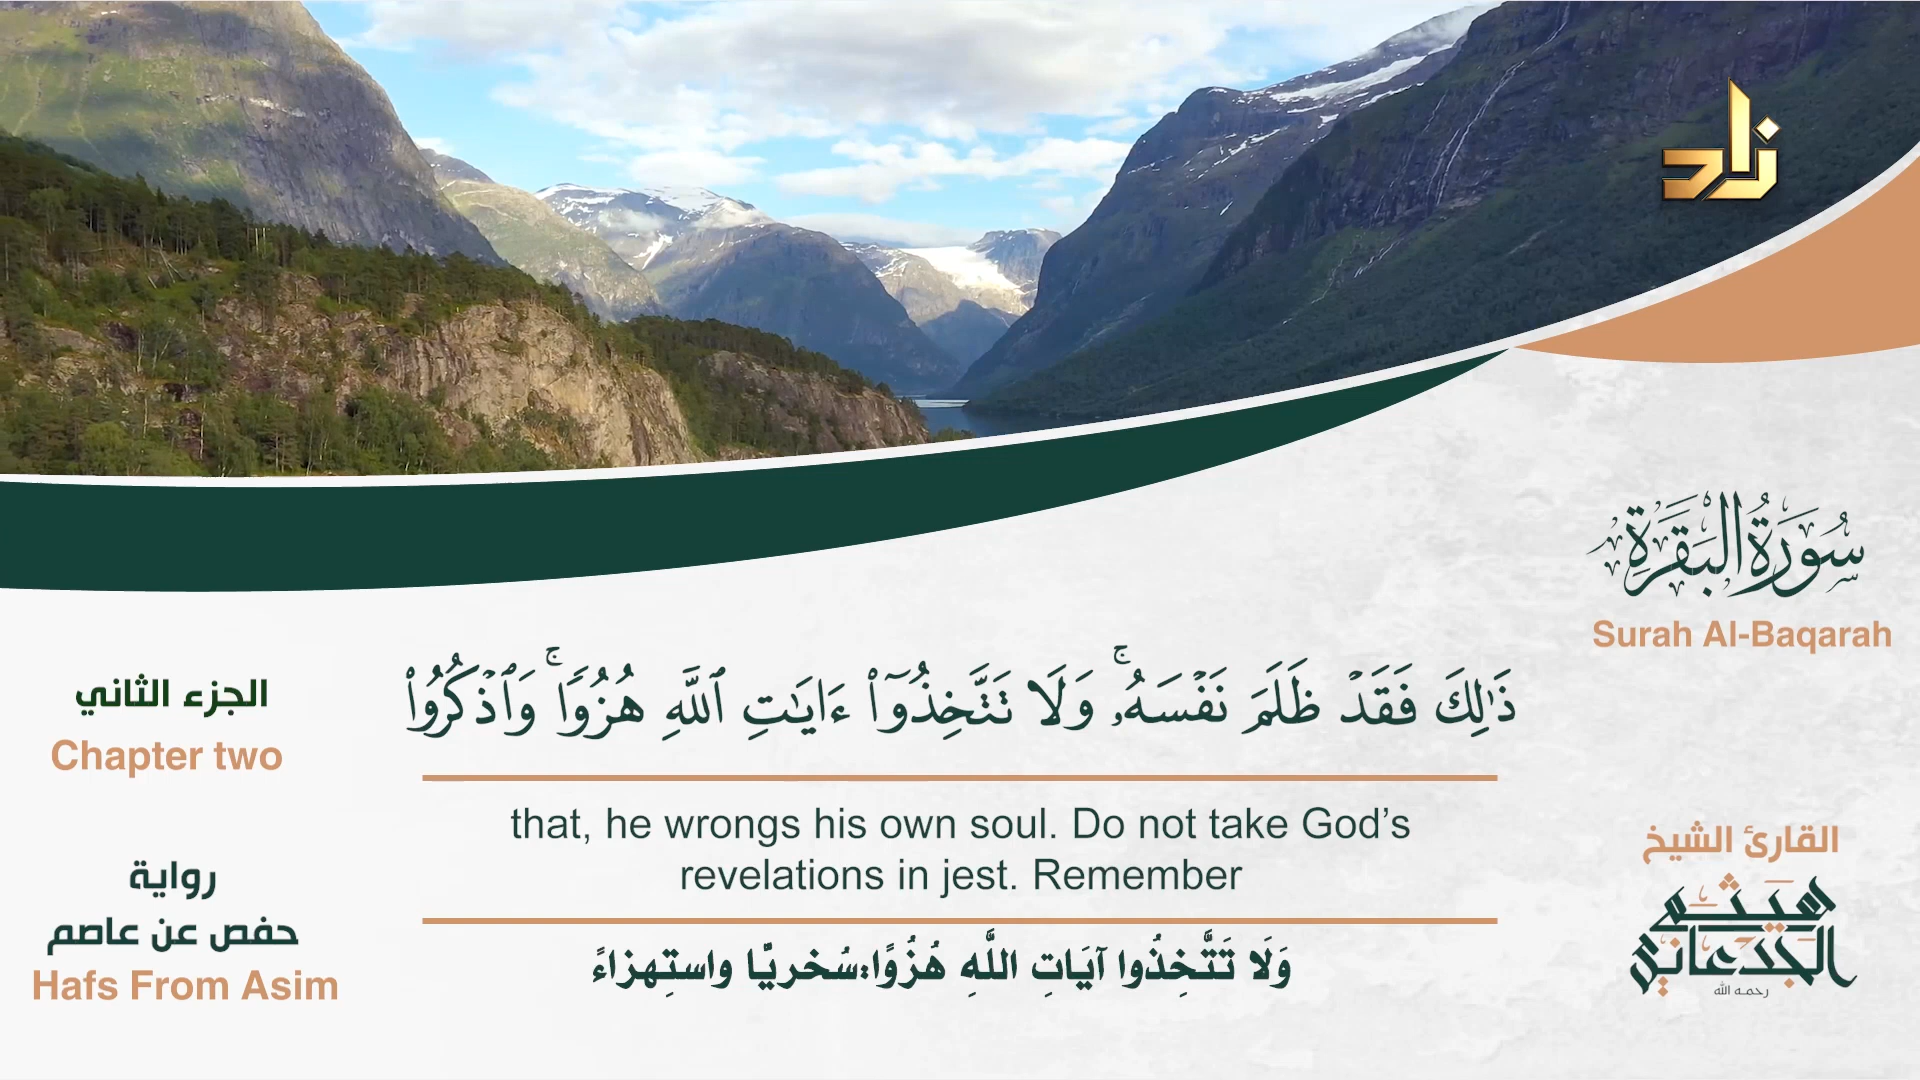 زاد
سُورَةُ البَقَرَةِ
Surah Al-Baqarah
ذَٰلِكَ فَقَدْ ظَلَمَ نَفْسَهُۥۚ وَلَا تَتَّخِذُوٓا۟ ءَايَٰتِ ٱللَّهِ هُزُوًاۚ وَٱذْكُرُوا۟
الجزء الثاني
Chapter two
that, he wrongs his own soul. Do not take God’s
revelations in jest. Remember
القارئ الشيخ
هيثم
الجدعاني
رحمه الله
رواية
حفص عن عاصم
Hafs From Asim
وَلَا تَتَّخِذُوا آيَاتِ اللَّهِ هُزُوًا:سُخريًّا واستِهزاءً